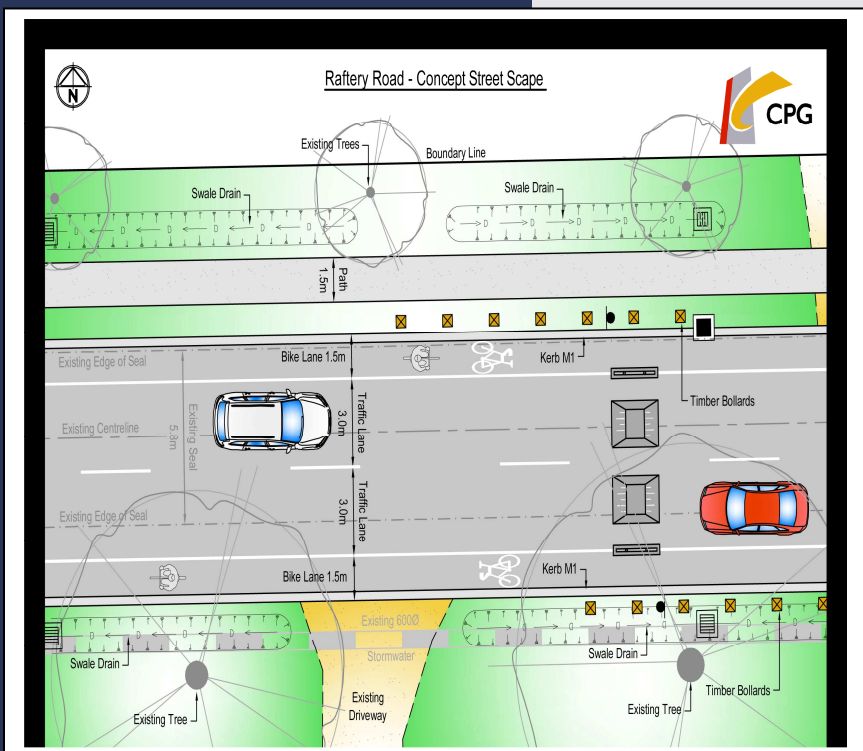 Raftery Road - Concept Street Scape
N
CPG
Existing Trees
Boundary Line
Swale Drain
Swale Drain
Path
1.5m
Existing Edge of Seal
Bike Lane 1.5m
Kerb M1
Timber Bollards
Existing Centreline
Existing Seal
5.3m
Traffic Lane
3.0m
Traffic Lane
3.0m
Existing Edge of Seal
Bike Lane 1.5m
Kerb M1
Existing 600Ø
Stormwater
Swale Drain
Swale Drain
Existing
Driveway
Existing Tree
Existing Tree
Timber Bollards